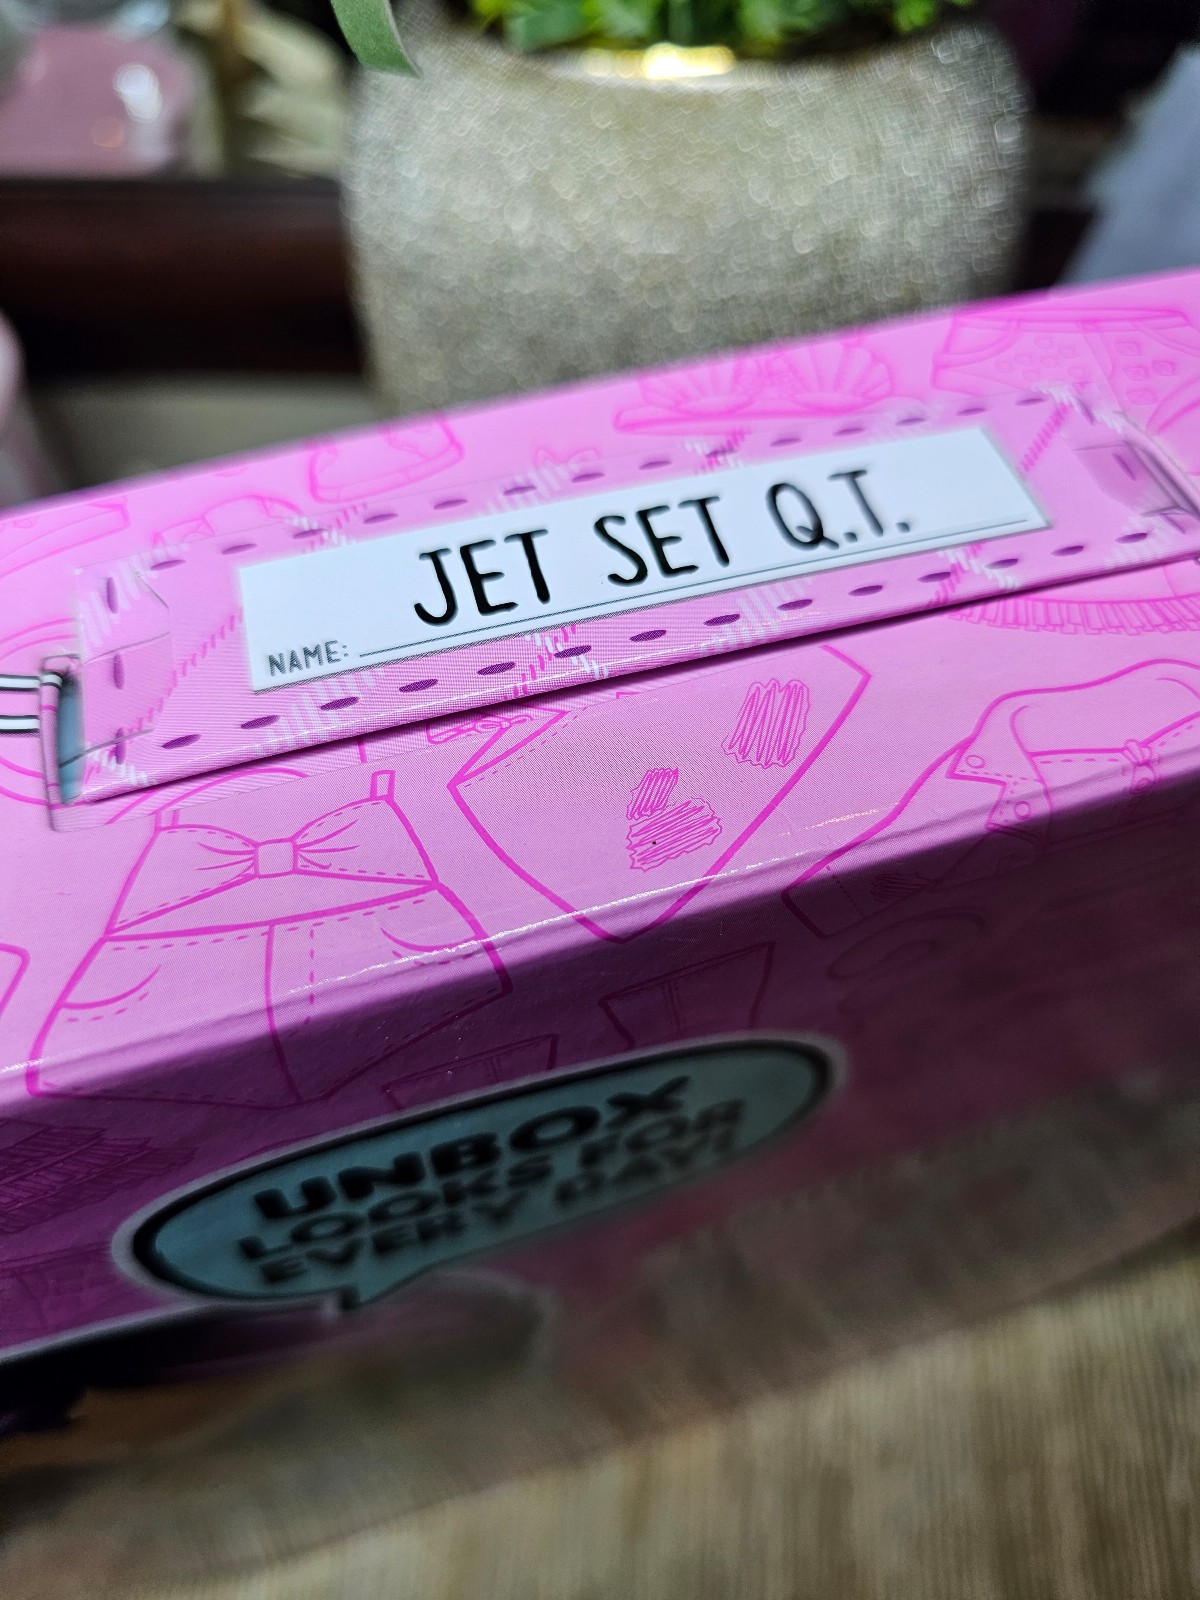 JET SET Q.T.
NAME:
UNBOX
LOOKS FOR
EVERY DAY!